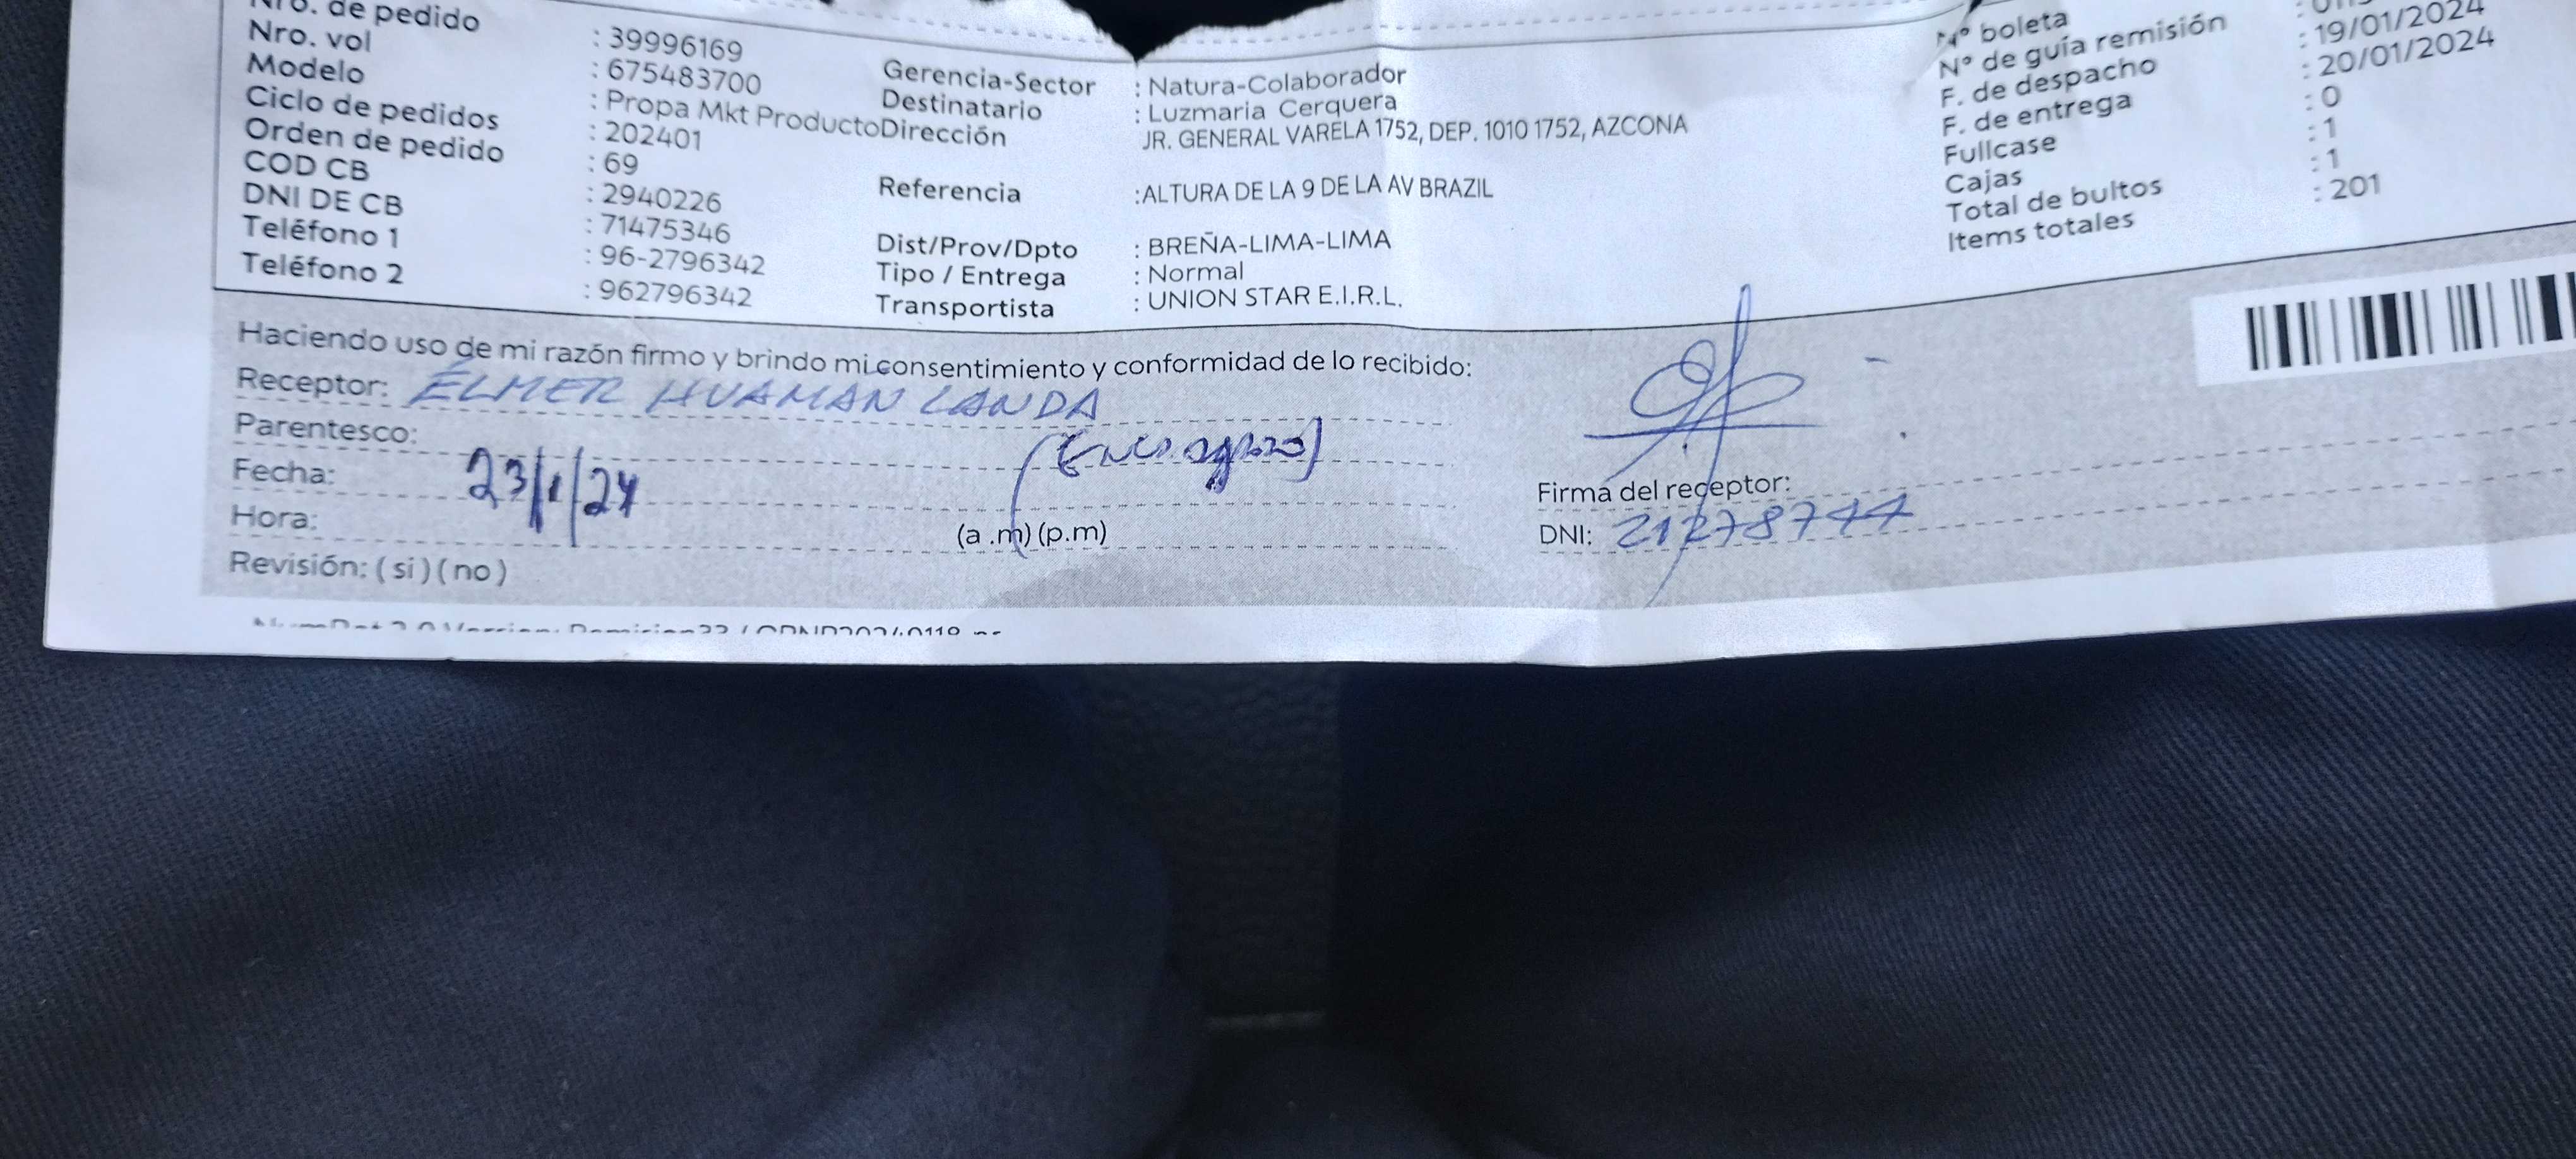 Nro. de pedido : 39996169
Nro. vol : 675483700
Modelo : Propa Mkt Producto
Ciclo de pedidos : 202401
Orden de pedido : 69
COD CB : 2940226
DNI DE CB : 71475346
Teléfono 1 : 96-2796342
Teléfono 2 : 962796342
Gerencia-Sector : Natura-Colaborador
Destinatario : Luzmaria Cerquera
Dirección JR. GENERAL VARELA 1752, DEP. 1010 1752, AZCONA
Referencia :ALTURA DE LA 9 DE LA AV BRAZIL
Dist/Prov/Dpto : BREÑA-LIMA-LIMA
Tipo / Entrega : Normal
Transportista : UNION STAR E.I.R.L.
N° boleta
N° de guía remisión
F. de despacho : 19/01/2024
F. de entrega : 20/01/2024
Fullcase : 0
Cajas : 1
Total de bultos : 1
Items totales : 201
Haciendo uso de mi razón firmo y brindo mi consentimiento y conformidad de lo recibido:
Receptor: ÉLMER HUAMAN LANDA
Parentesco:
Fecha: 23/1/24
Hora: (a .m) (p.m)
Revisión: ( si ) ( no )
Firma del receptor:
DNI: